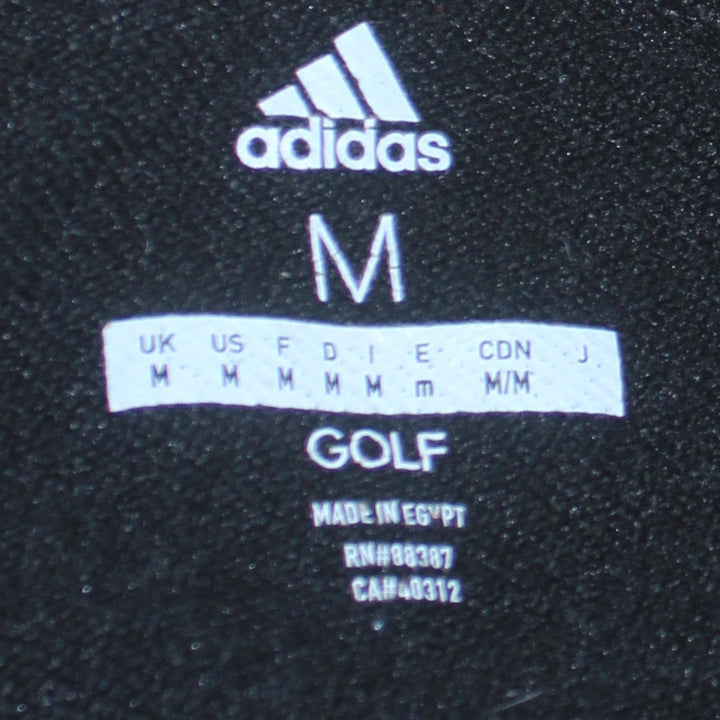 adidas
M
UK US F D I E CDN J
M M M M M m M/M
GOLF
MADE IN EGYPT
RN#88387
CA#40312